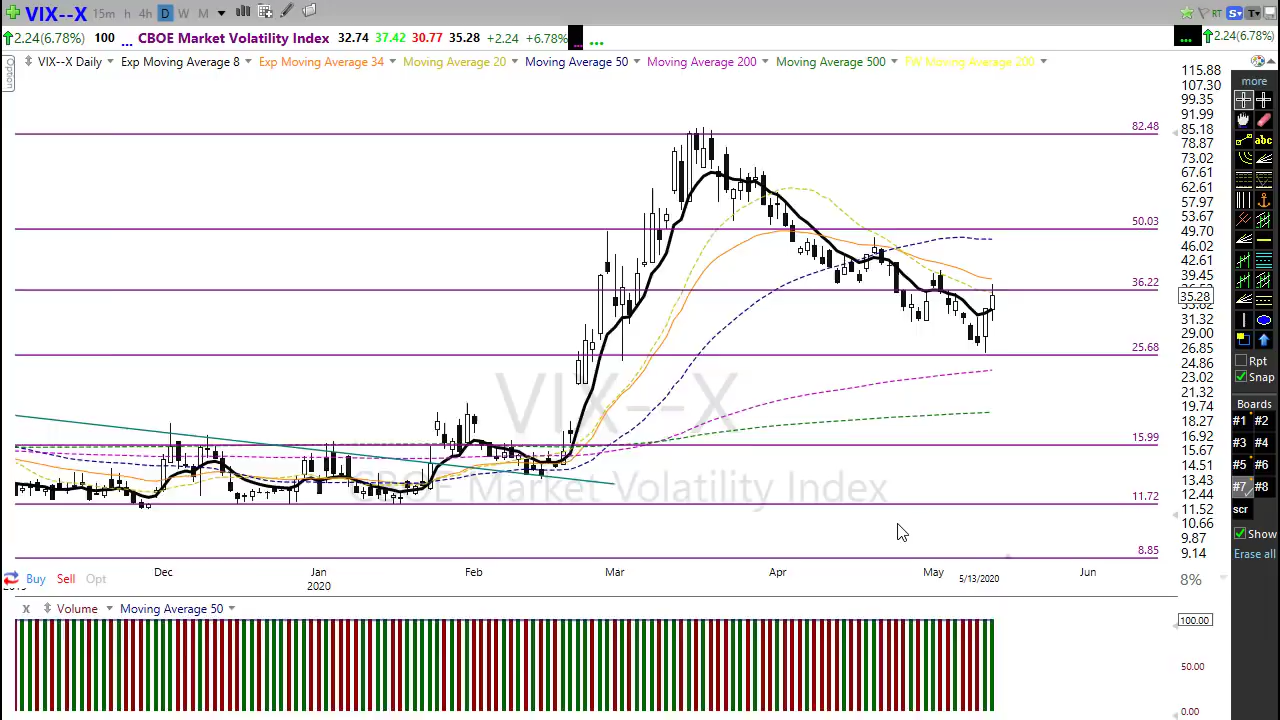 VIX--X 15m h 4h D W M RT S T
2.24(6.78%) 100 ... CBOE Market Volatility Index 32.74 37.42 30.77 35.28 +2.24 +6.78% ... ... 2.24(6.78%)
Option
VIX--X Daily Exp Moving Average 8 Exp Moving Average 34 Moving Average 20 Moving Average 50 Moving Average 200 Moving Average 500 FW Moving Average 200
115.88
107.30
99.35
91.99
85.18
78.87
73.02
67.61
62.61
57.97
53.67
49.70
46.02
42.61
39.45
35.28
31.32
29.00
26.85
24.86
23.02
21.32
19.74
18.27
16.92
15.67
14.51
13.43
12.44
11.52
10.66
9.87
9.14
82.48
50.03
36.22
25.68
15.99
11.72
8.85
VIX--X
CBOE Market Volatility Index
more
abc
Rpt
Snap
Boards
#1 #2
#3 #4
#5 #6
#7 #8
scr
Show
Erase all
Buy Sell Opt
Dec Jan Feb Mar Apr May 5/13/2020 Jun
2020
8%
x Volume Moving Average 50
100.00
50.00
0.00